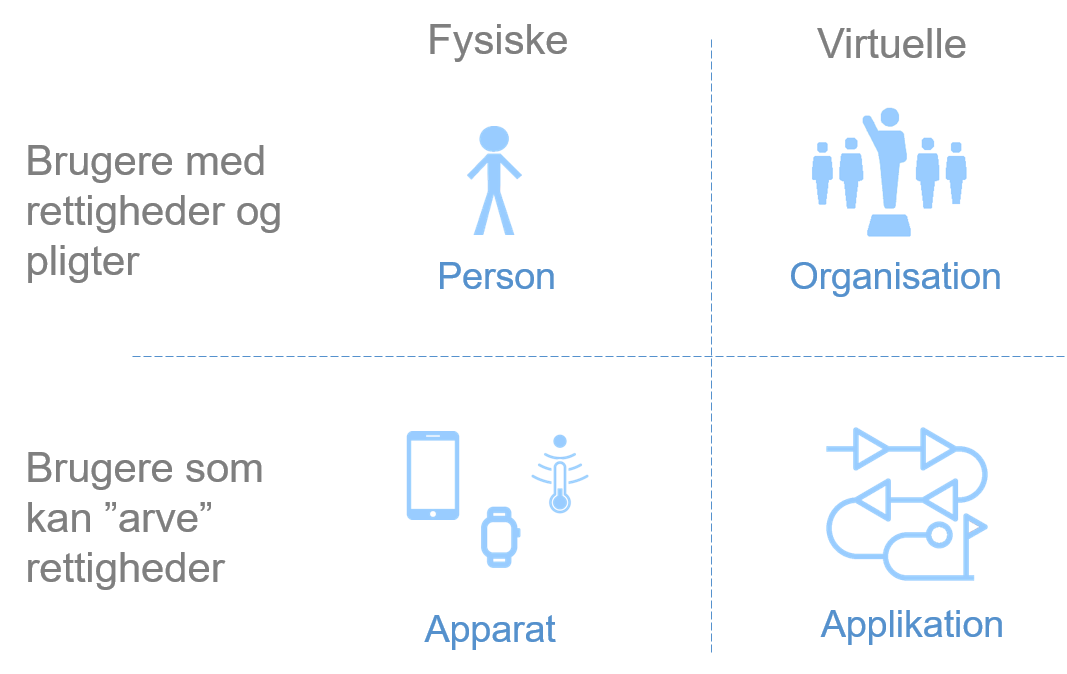 Fysiske
Virtuelle
Brugere med
rettigheder og
pligter
Person
Organisation
Brugere som
kan ”arve”
rettigheder
Apparat
Applikation